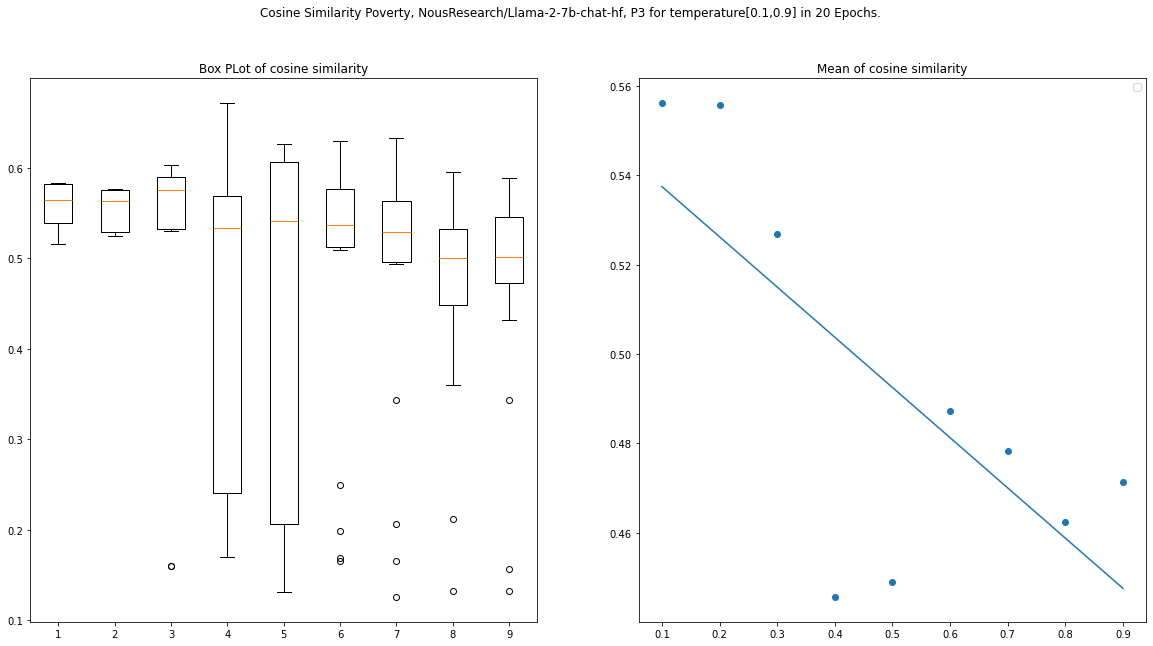 Cosine Similarity Poverty, NousResearch/Llama-2-7b-chat-hf, P3 for temperature[0.1,0.9] in 20 Epochs.
Box PLot of cosine similarity
0.6
0.5
0.4
0.3
0.2
0.1
1 2 3 4 5 6 7 8 9
Mean of cosine similarity
0.56
0.54
0.52
0.50
0.48
0.46
0.1 0.2 0.3 0.4 0.5 0.6 0.7 0.8 0.9